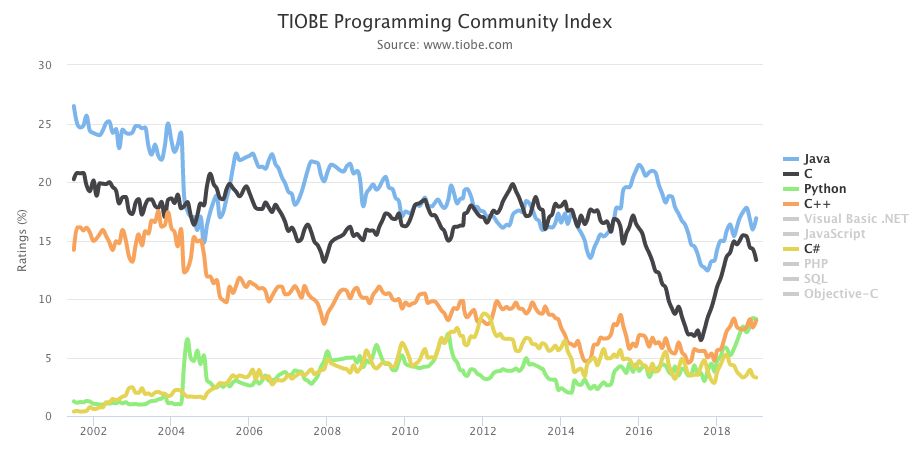 TIOBE Programming Community Index
Source: www.tiobe.com
Ratings (%)
30
25
20
15
10
5
0
2002 2004 2006 2008 2010 2012 2014 2016 2018
Java
C
Python
C++
Visual Basic .NET
JavaScript
C#
PHP
SQL
Objective-C